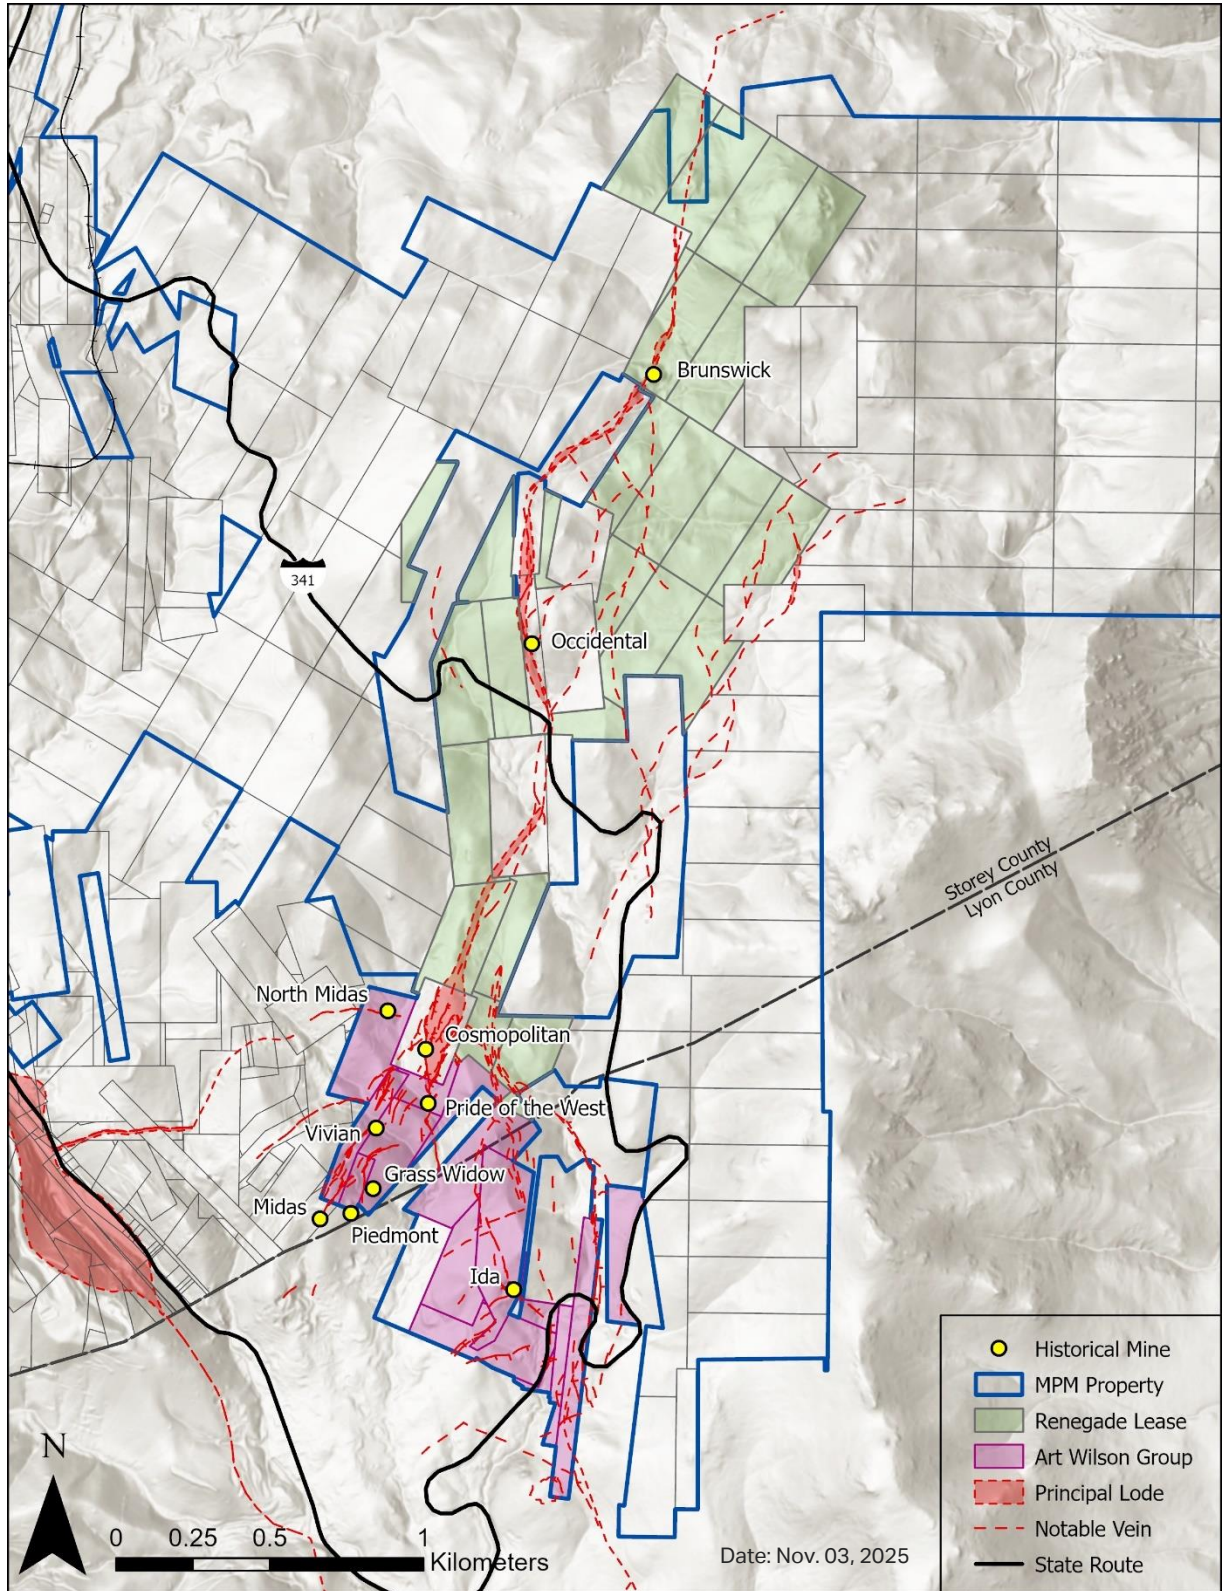 Brunswick
341
Occidental
Storey County
Lyon County
North Midas
Cosmopolitan
Pride of the West
Vivian
Grass Widow
Midas
Piedmont
Ida
Historical Mine
MPM Property
Renegade Lease
Art Wilson Group
Principal Lode
Notable Vein
State Route
N
0 0.25 0.5 1
Kilometers
Date: Nov. 03, 2025